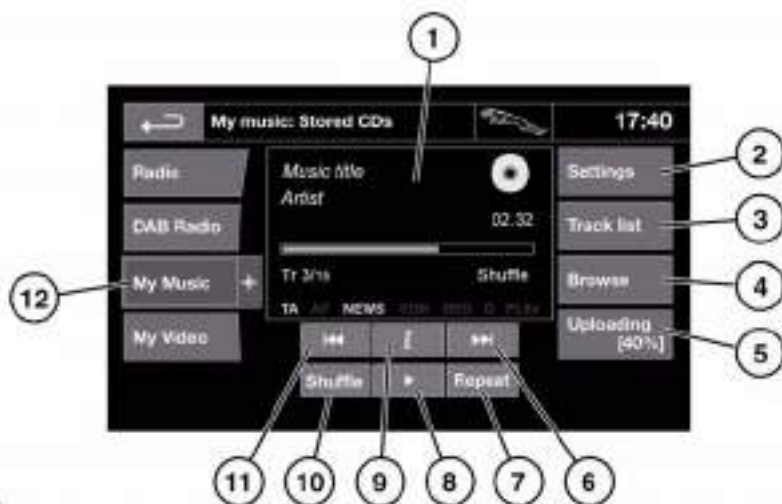 1
My music: Stored CDs 17:40
Radio
DAB Radio
My Music +
My Video
Music title
Artist
02.32
Tr 3/15 Shuffle
TA AF NEWS
i
Shuffle Repeat
Settings
Track list
Browse
Uploading
[40%]
2
3
4
5
12
11 10 9 8 7 6